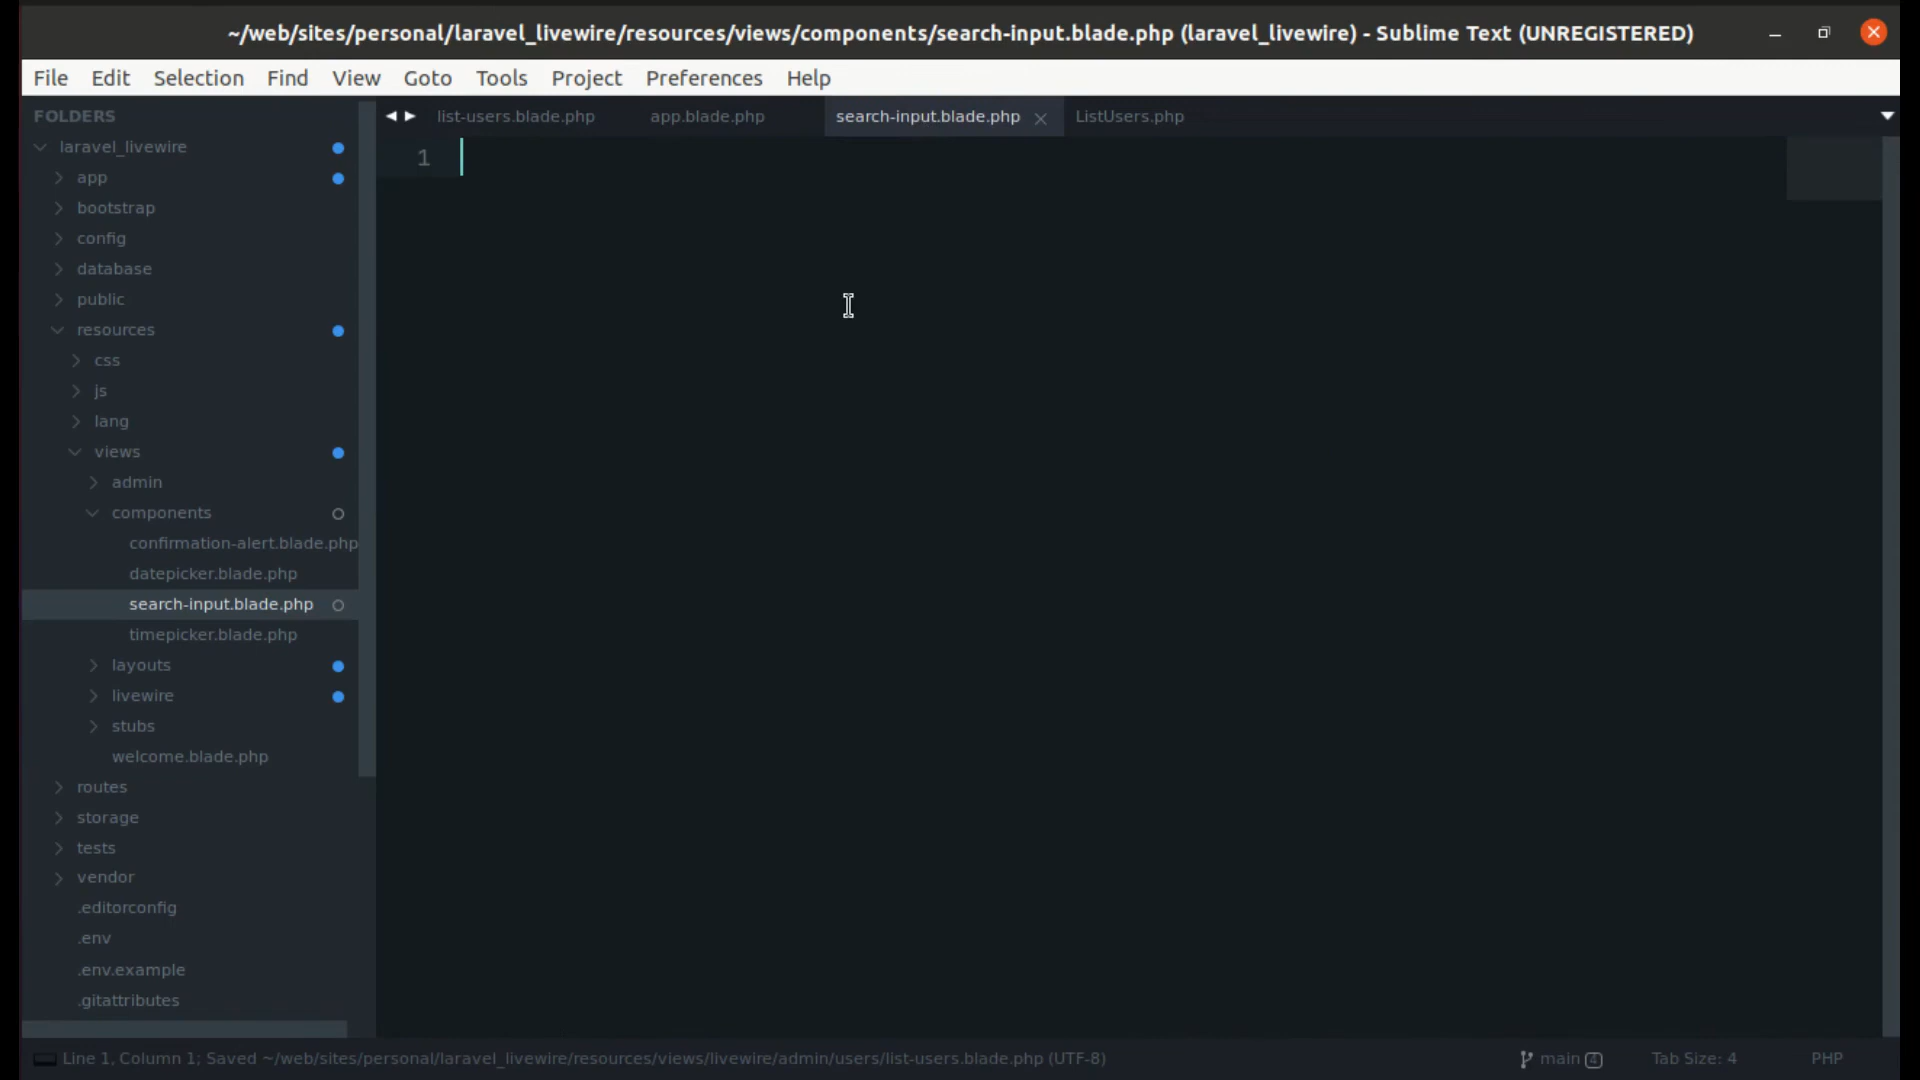 ~/web/sites/personal/laravel_livewire/resources/views/components/search-input.blade.php (laravel_livewire) - Sublime Text (UNREGISTERED)
File Edit Selection Find View Goto Tools Project Preferences Help
FOLDERS
laravel_livewire
app
bootstrap
config
database
public
resources
css
js
lang
views
admin
components
confirmation-alert.blade.php
datepicker.blade.php
search-input.blade.php
timepicker.blade.php
layouts
livewire
stubs
welcome.blade.php
routes
storage
tests
vendor
.editorconfig
.env
.env.example
.gitattributes
list-users.blade.php app.blade.php search-input.blade.php ListUsers.php
1
Line 1, Column 1; Saved ~/web/sites/personal/laravel_livewire/resources/views/livewire/admin/users/list-users.blade.php (UTF-8) main 4 Tab Size: 4 PHP